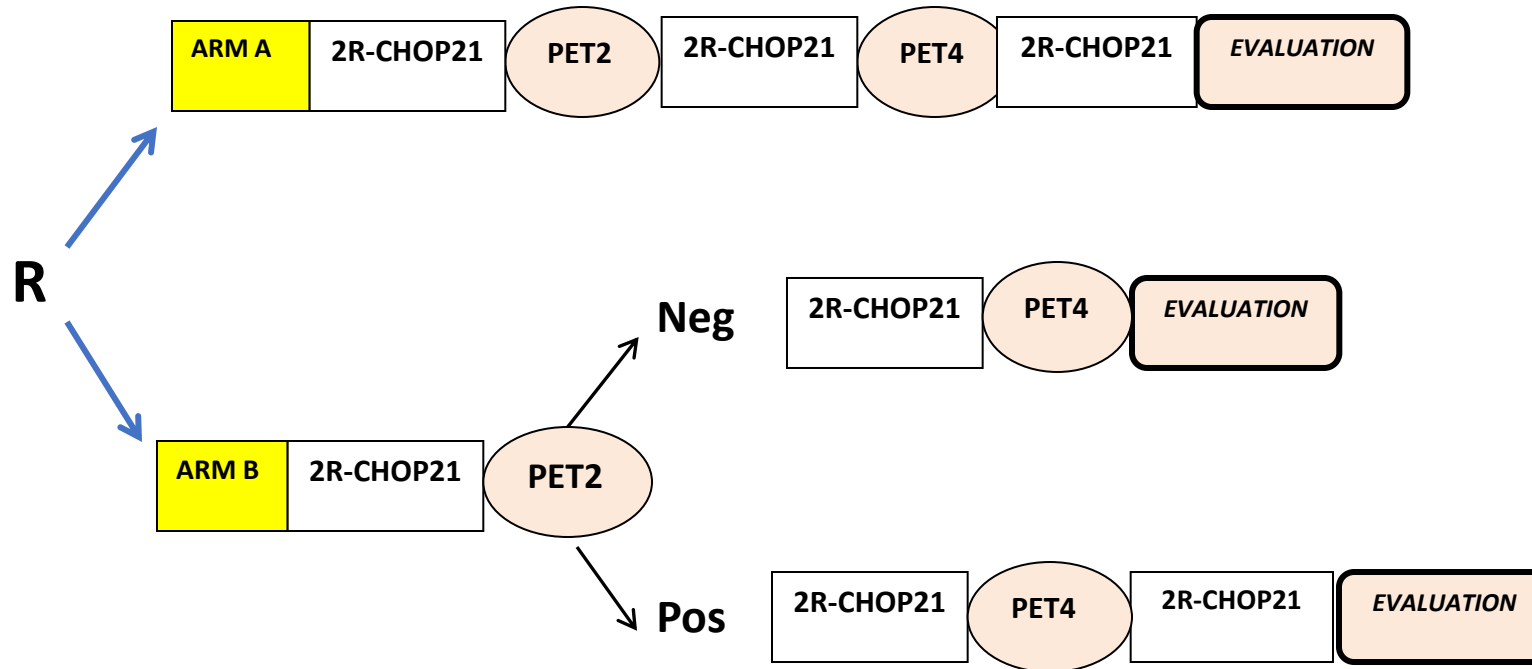 ARM A 2R-CHOP21 PET2 2R-CHOP21 PET4 2R-CHOP21 EVALUATION
R
Neg 2R-CHOP21 PET4 EVALUATION
ARM B 2R-CHOP21 PET2
Pos 2R-CHOP21 PET4 2R-CHOP21 EVALUATION